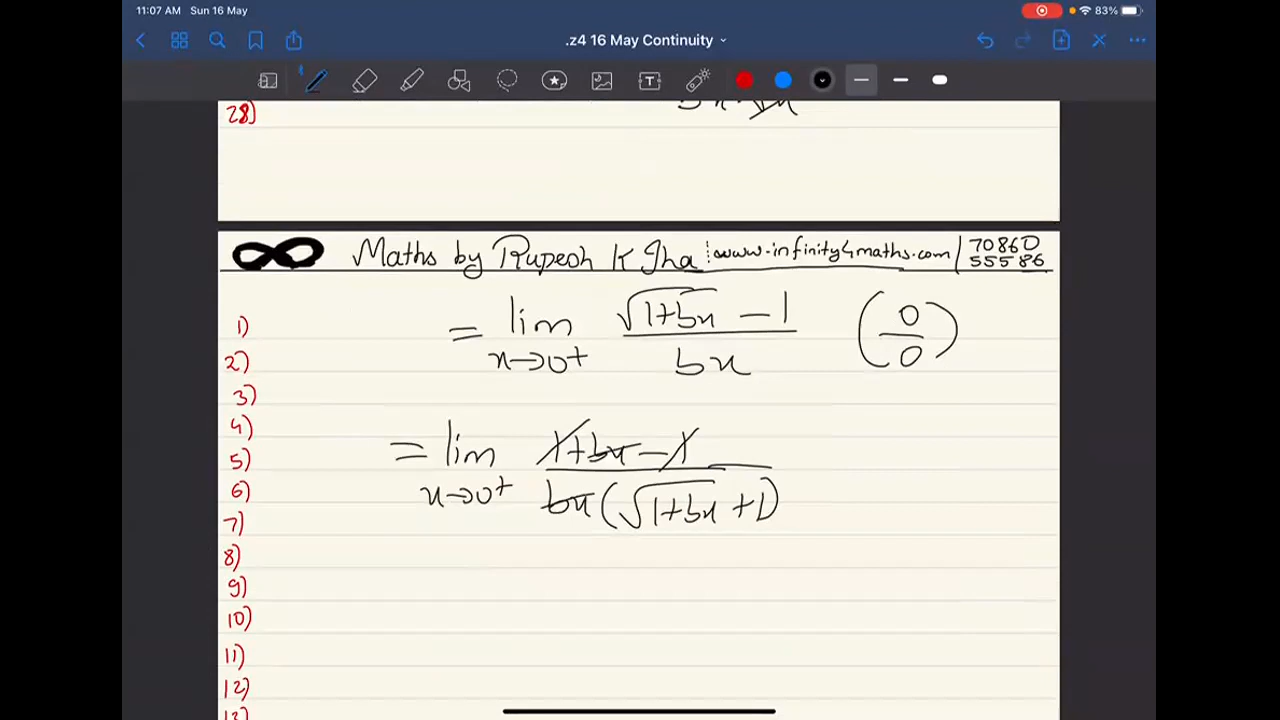 11:07 AM Sun 16 May 83%
.z4 16 May Continuity
28)
Maths by Rupesh K Jha www.infinity4maths.com 70860 55586
1) = lim x→0+ (√(1+bx) − 1)/(bx) (0/0)
2)
3)
4)
5) = lim x→0+ (1+bx−1)/(bx(√(1+bx)+1))
6)
7)
8)
9)
10)
11)
12)